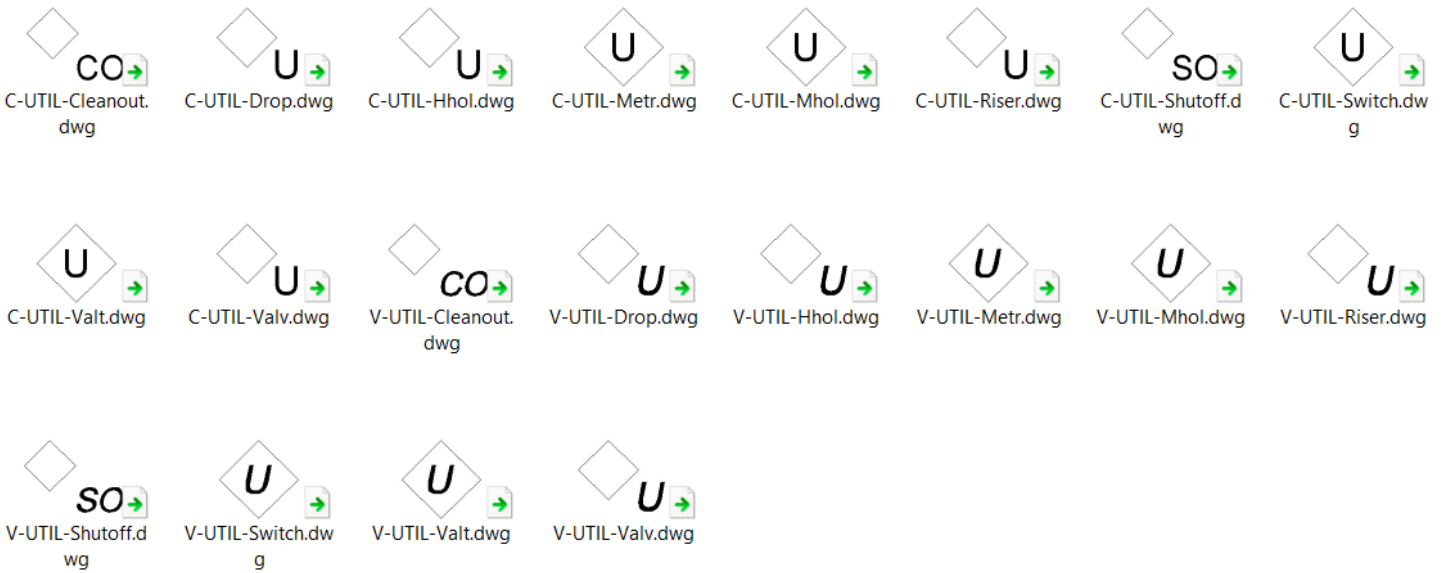 CO U U U U U SO U
C-UTIL-Cleanout. C-UTIL-Drop.dwg C-UTIL-Hhol.dwg C-UTIL-Metr.dwg C-UTIL-Mhol.dwg C-UTIL-Riser.dwg C-UTIL-Shutoff.d C-UTIL-Switch.dw
dwg wg g
U U CO U U U U U
C-UTIL-Valt.dwg C-UTIL-Valv.dwg V-UTIL-Cleanout. V-UTIL-Drop.dwg V-UTIL-Hhol.dwg V-UTIL-Metr.dwg V-UTIL-Mhol.dwg V-UTIL-Riser.dwg
dwg
SO U U U
V-UTIL-Shutoff.d V-UTIL-Switch.dw V-UTIL-Valt.dwg V-UTIL-Valv.dwg
wg g